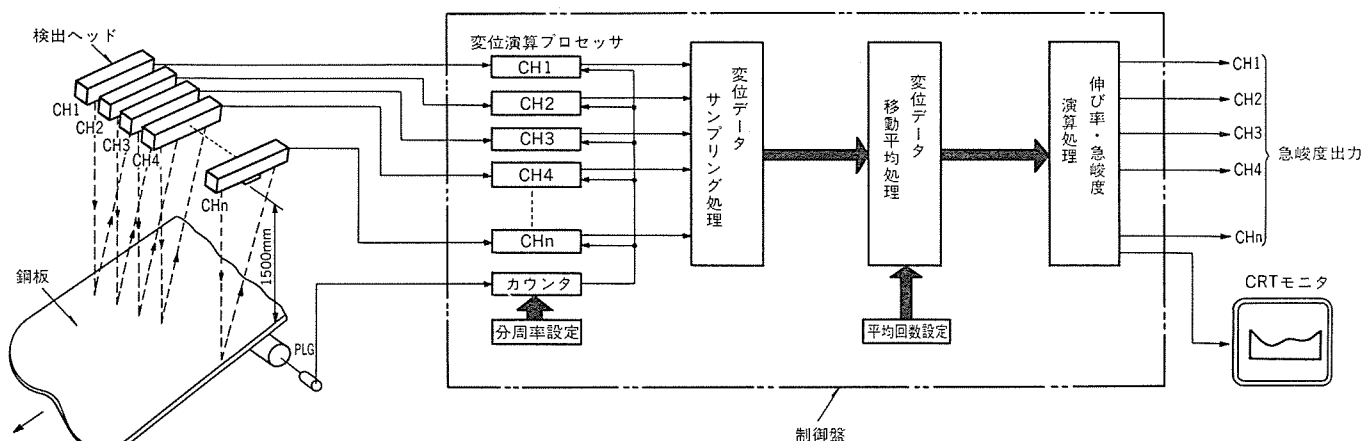 検出ヘッド
CH1
CH2
CH3
CH4
CHn
1500mm
鋼板
PLG
変位演算プロセッサ
CH1
CH2
CH3
CH4
CHn
カウンタ
分周率設定
変位データ
サンプリング処理
変位データ
移動平均処理
平均回数設定
伸び率・急峻度
演算処理
CH1
CH2
CH3
CH4
CHn
急峻度出力
CRTモニタ
制御盤